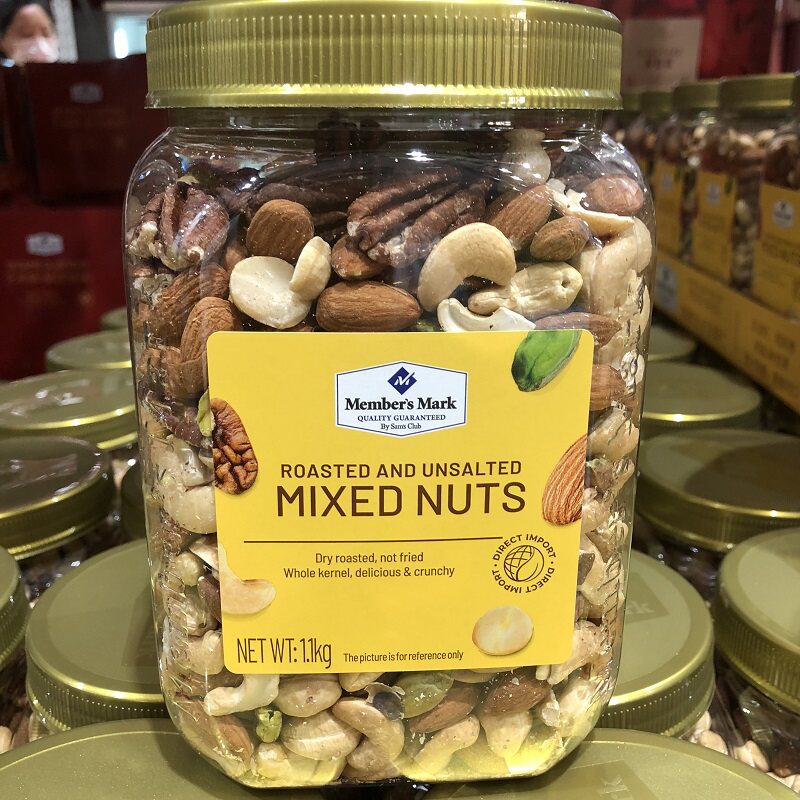 Member's Mark
QUALITY GUARANTEED
By Sam's Club
ROASTED AND UNSALTED
MIXED NUTS
Dry roasted, not fried
Whole kernel, delicious & crunchy
DIRECT IMPORT • DIRECT IMPORT •
NET WT: 1.1kg
The picture is for reference only